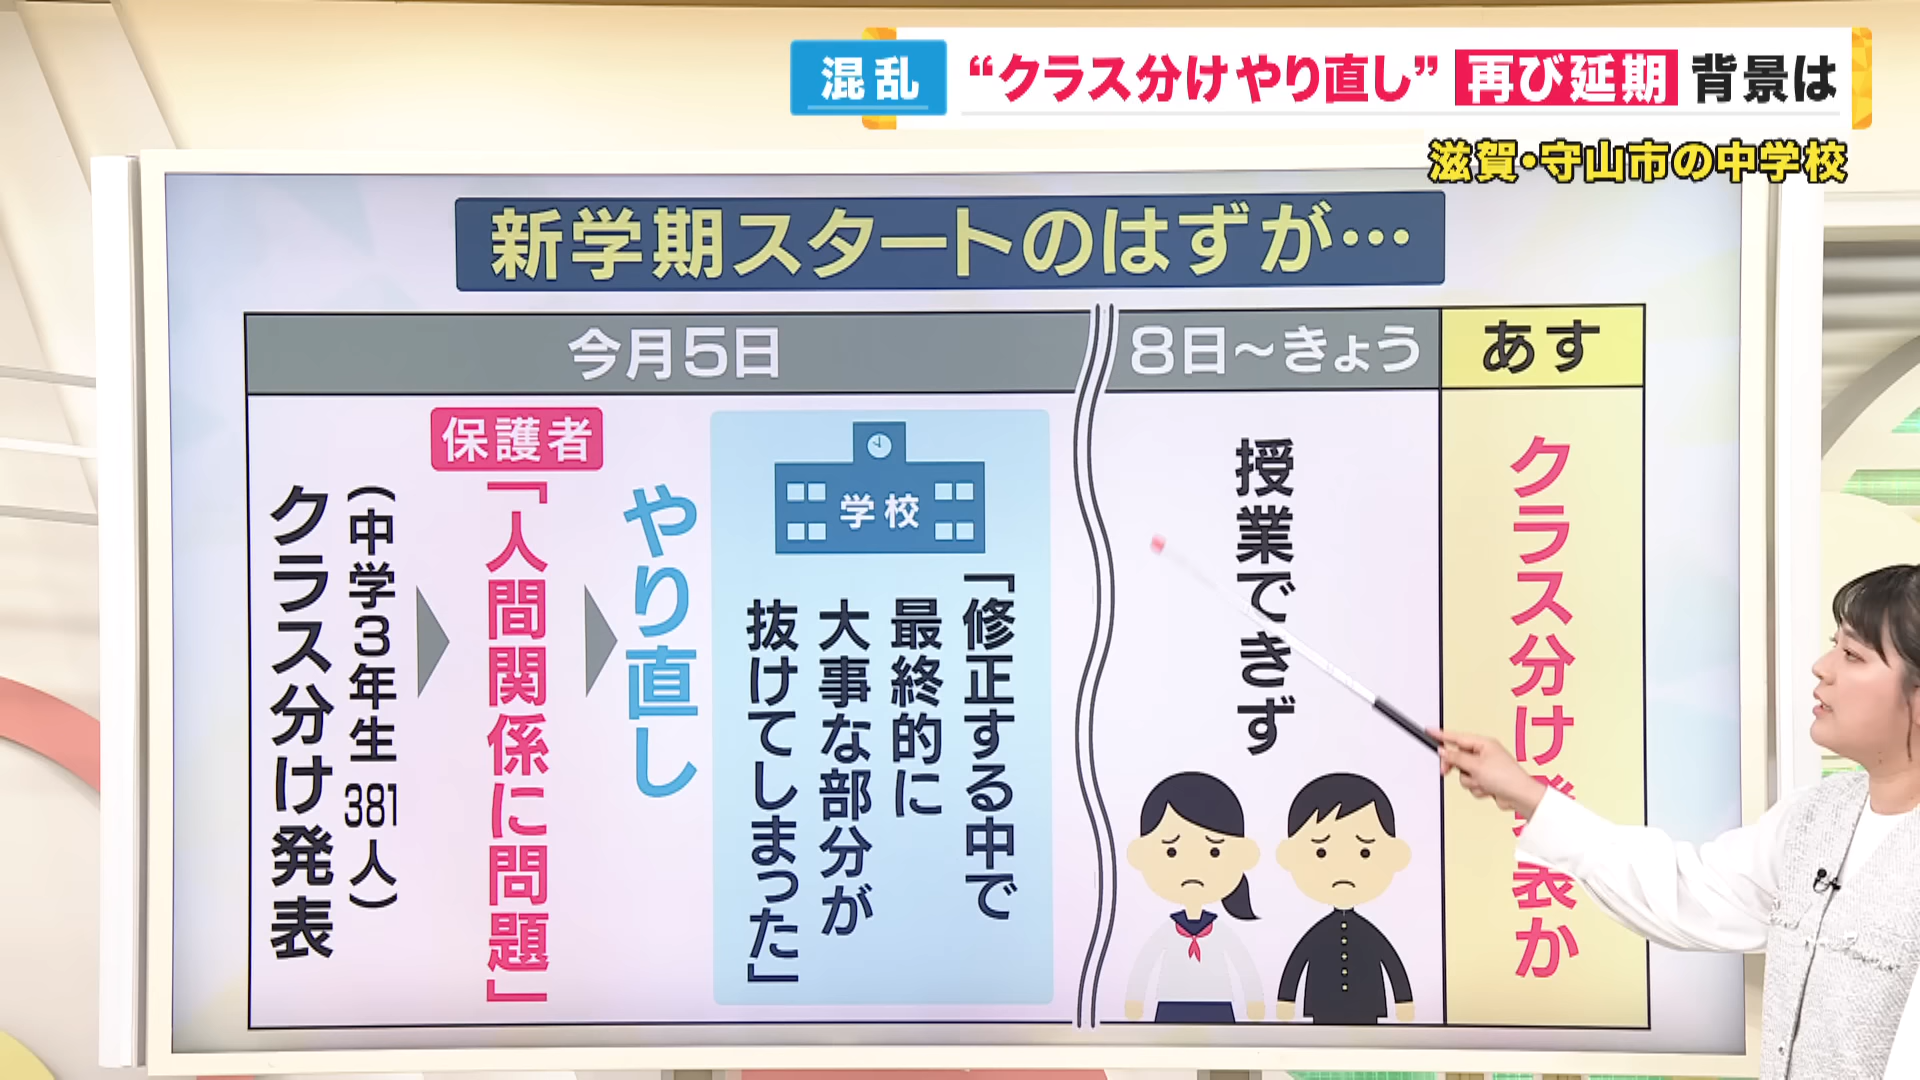 混乱
“クラス分けやり直し” 再び延期 背景は
滋賀・守山市の中学校
新学期スタートのはずが…
今月5日
8日～きょう
あす
クラス分け発表
（中学3年生 381人）
保護者
「人間関係に問題」
やり直し
学校
「修正する中で
最終的に
大事な部分が
抜けてしまった」
授業できず
クラス分け発表か